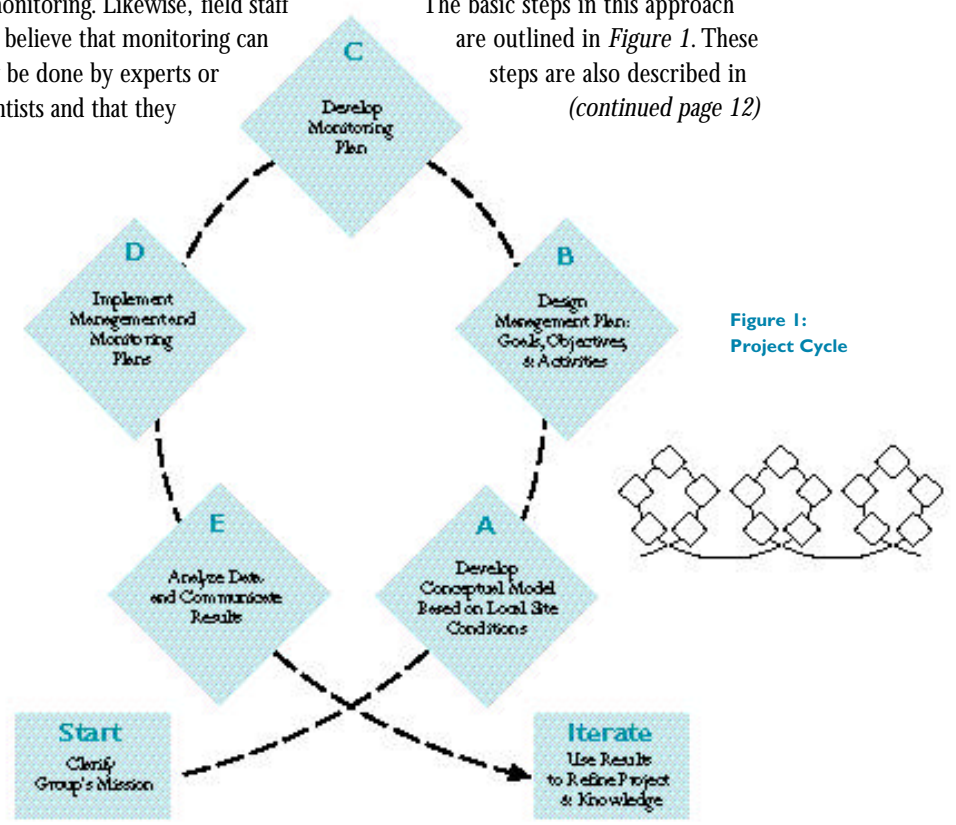 monitoring. Likewise, field staff
believe that monitoring can
be done by experts or
and that they
The basic steps in this approach
are outlined in Figure 1. These
steps are also described in
(continued page 12)
C
Develop
Monitoring
Plan
D
Implement
Management and
Monitoring
Plans
B
Design
Management Plan:
Goals, Objectives,
& Activities
Figure 1:
Project Cycle
E
Analyze Data
and Communicate
Results
A
Develop
Conceptual Model
Based on Local Site
Conditions
Start
Clarify
Group's Mission
Iterate
Use Results
to Refine Project
& Knowledge